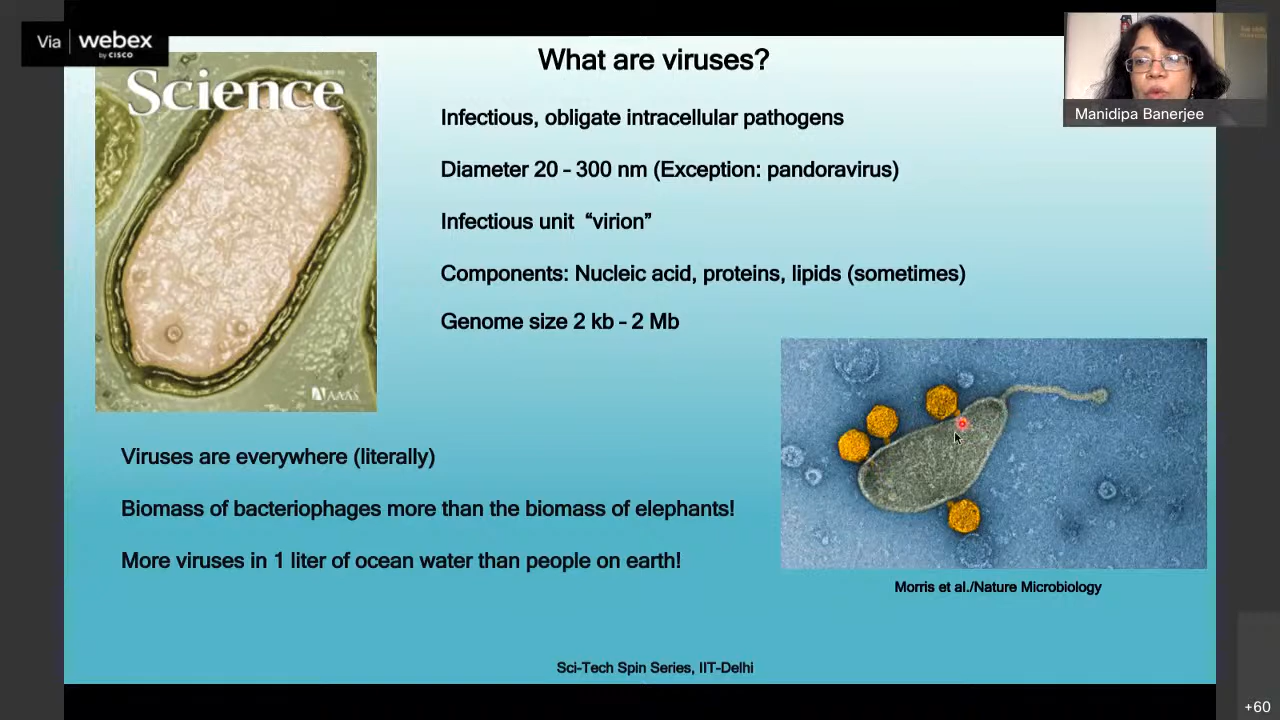 Via webex
by CISCO
What are viruses?
Science
Manidipa Banerjee
Infectious, obligate intracellular pathogens
Diameter 20 – 300 nm (Exception: pandoravirus)
Infectious unit “virion”
Components: Nucleic acid, proteins, lipids (sometimes)
Genome size 2 kb – 2 Mb
AAAS
Viruses are everywhere (literally)
Biomass of bacteriophages more than the biomass of elephants!
More viruses in 1 liter of ocean water than people on earth!
Morris et al./Nature Microbiology
Sci-Tech Spin Series, IIT-Delhi
+60